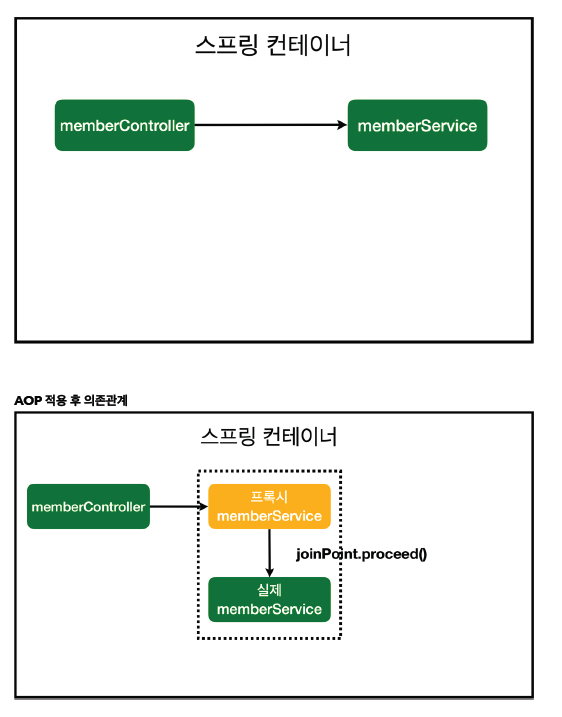 스프링 컨테이너
memberController
memberService
AOP 적용 후 의존관계
스프링 컨테이너
memberController
프록시
memberService
joinPoint.proceed()
실제
memberService